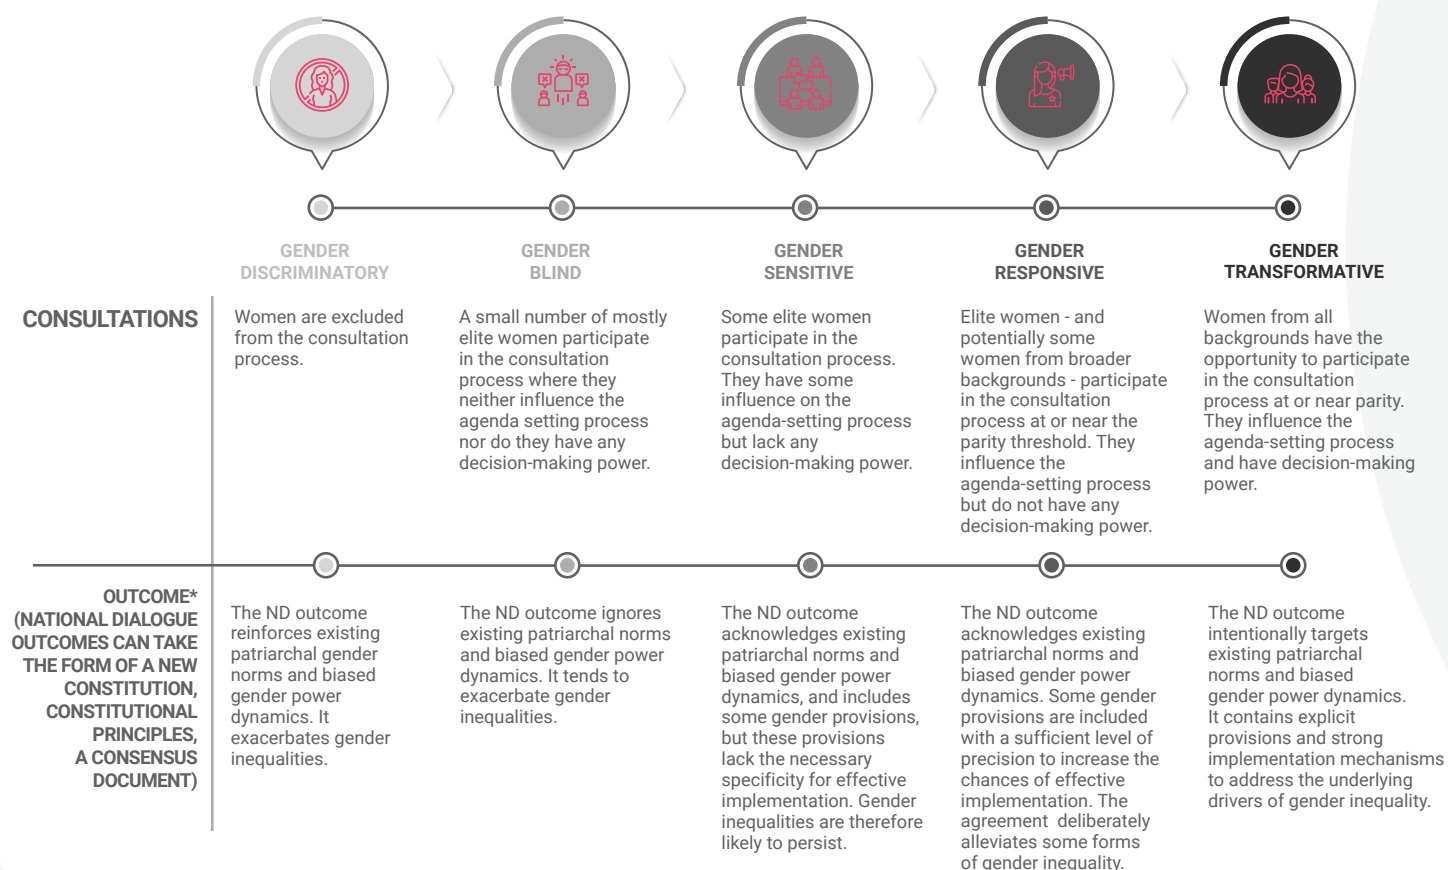 GENDER
DISCRIMINATORY
GENDER
BLIND
GENDER
SENSITIVE
GENDER
RESPONSIVE
GENDER
TRANSFORMATIVE
CONSULTATIONS
Women are excluded
from the consultation
process.
A small number of mostly
elite women participate
in the consultation
process where they
neither influence the
agenda setting process
nor do they have any
decision-making power.
Some elite women
participate in the
consultation process.
They have some
influence on the
agenda-setting process
but lack any
decision-making power.
Elite women - and
potentially some
women from broader
backgrounds - participate
in the consultation
process at or near the
parity threshold. They
influence the
agenda-setting process
but do not have any
decision-making power.
Women from all
backgrounds have the
opportunity to participate
in the consultation
process at or near parity.
They influence the
agenda-setting process
and have decision-making
power.
OUTCOME*
(NATIONAL DIALOGUE
OUTCOMES CAN TAKE
THE FORM OF A NEW
CONSTITUTION,
CONSTITUTIONAL
PRINCIPLES,
A CONSENSUS
DOCUMENT)
The ND outcome
reinforces existing
patriarchal gender
norms and biased
gender power
dynamics. It
exacerbates gender
inequalities.
The ND outcome ignores
existing patriarchal norms
and biased gender power
dynamics. It tends to
exacerbate gender
inequalities.
The ND outcome
acknowledges existing
patriarchal norms and
biased gender power
dynamics, and includes
some gender provisions,
but these provisions
lack the necessary
specificity for effective
implementation. Gender
inequalities are therefore
likely to persist.
The ND outcome
acknowledges existing
patriarchal norms and
biased gender power
dynamics. Some gender
provisions are included
with a sufficient level of
precision to increase the
chances of effective
implementation. The
agreement deliberately
alleviates some forms
of gender inequality.
The ND outcome
intentionally targets
existing patriarchal
norms and biased
gender power dynamics.
It contains explicit
provisions and strong
implementation mechanisms
to address the underlying
drivers of gender inequality.